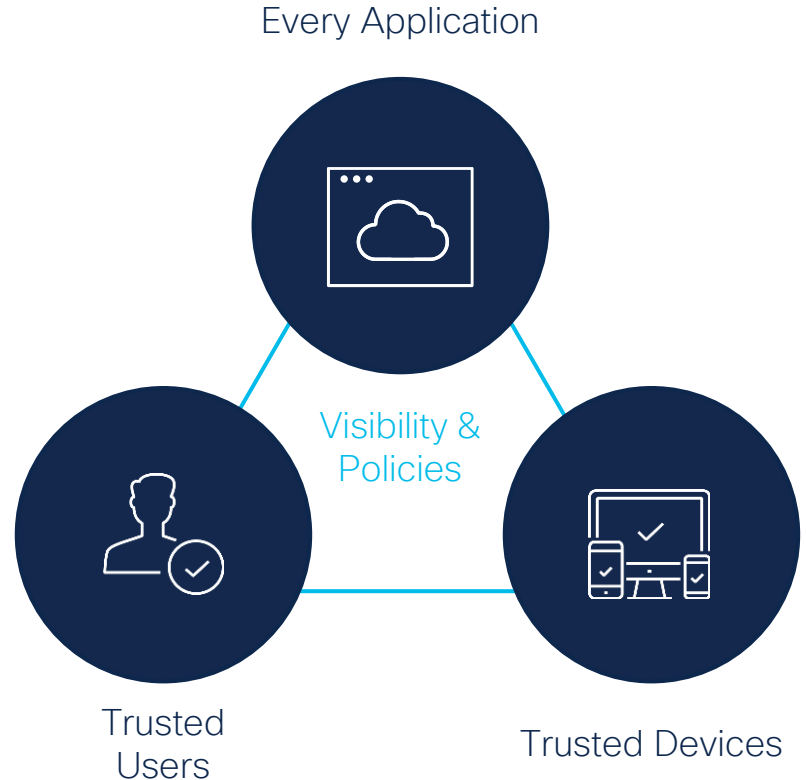 Every Application
Visibility &
Policies
Trusted
Users
Trusted Devices